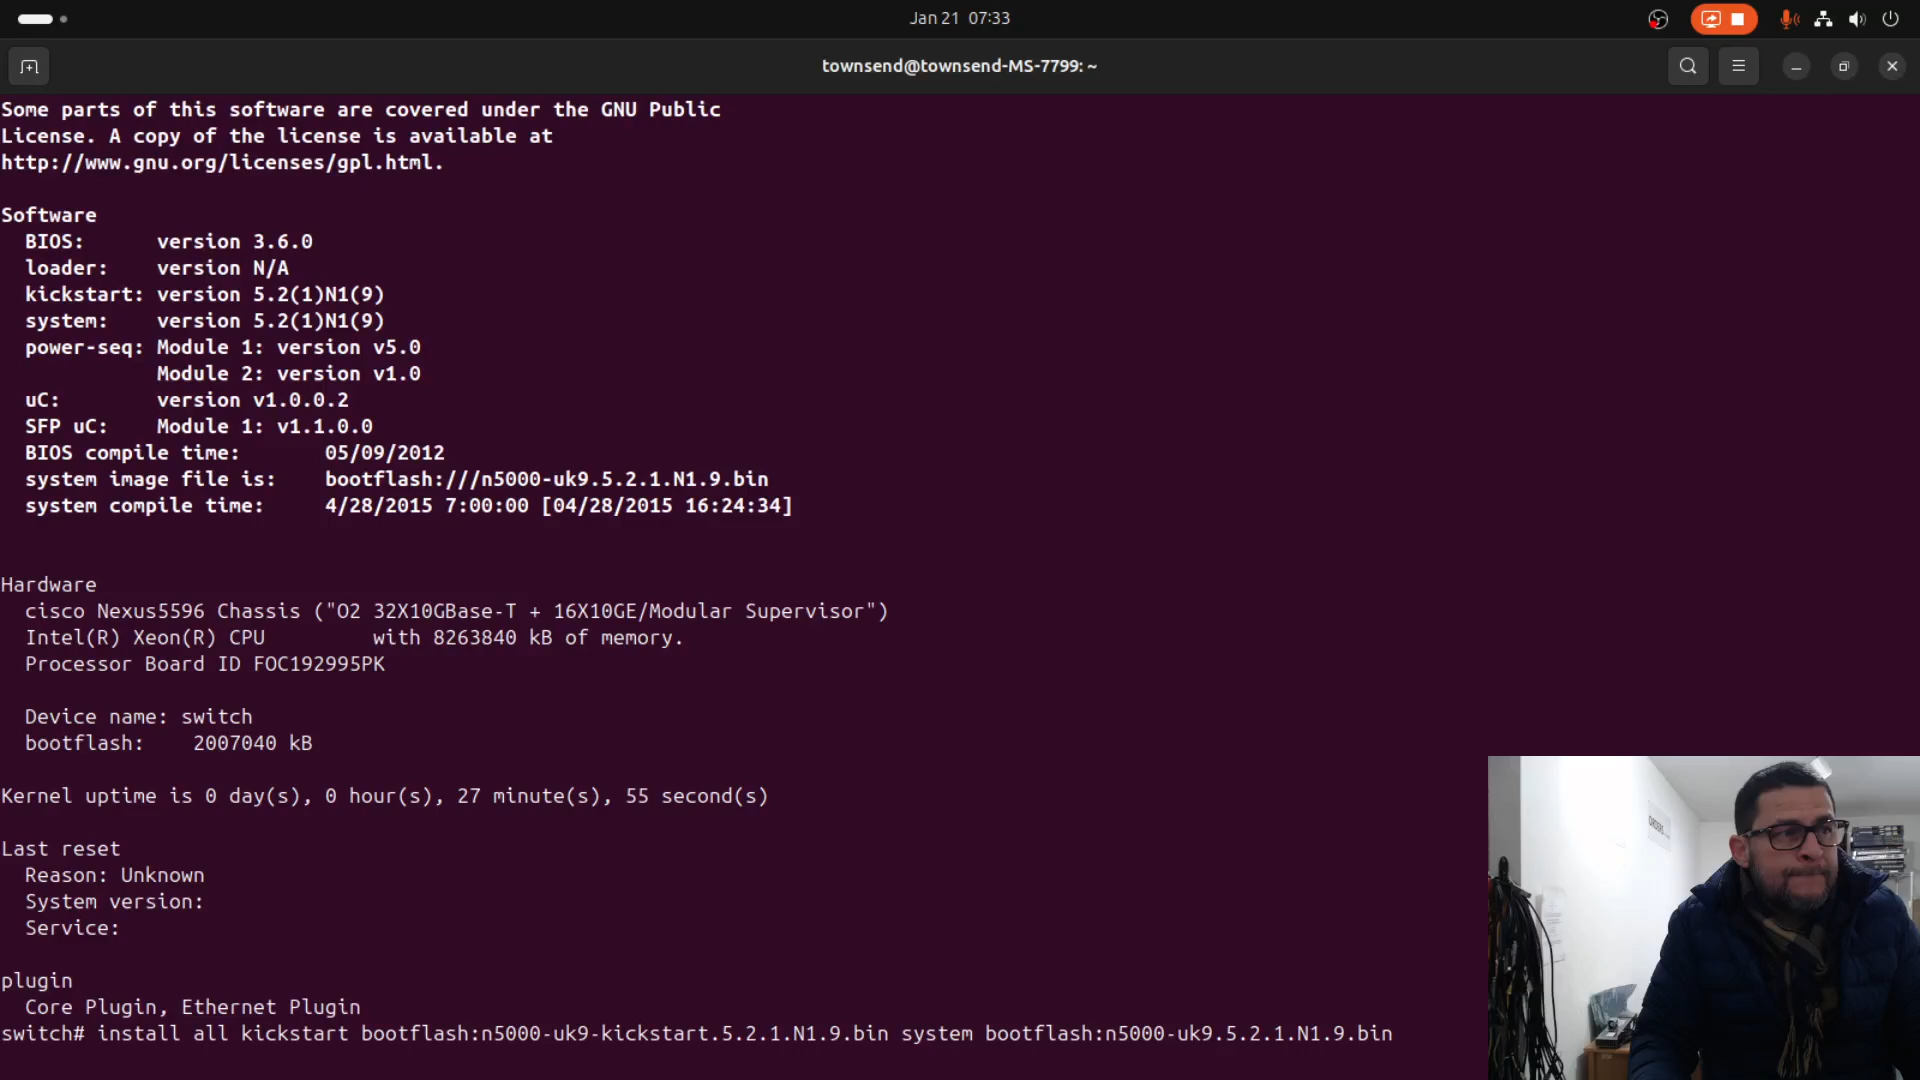 Jan 21 07:33
townsend@townsend-MS-7799: ~
Some parts of this software are covered under the GNU Public
License. A copy of the license is available at
http://www.gnu.org/licenses/gpl.html.
Software
BIOS: version 3.6.0
loader: version N/A
kickstart: version 5.2(1)N1(9)
system: version 5.2(1)N1(9)
power-seq: Module 1: version v5.0
Module 2: version v1.0
uC: version v1.0.0.2
SFP uC: Module 1: v1.1.0.0
BIOS compile time: 05/09/2012
system image file is: bootflash:///n5000-uk9.5.2.1.N1.9.bin
system compile time: 4/28/2015 7:00:00 [04/28/2015 16:24:34]
Hardware
cisco Nexus5596 Chassis ("O2 32X10GBase-T + 16X10GE/Modular Supervisor")
Intel(R) Xeon(R) CPU with 8263840 kB of memory.
Processor Board ID FOC192995PK
Device name: switch
bootflash: 2007040 kB
Kernel uptime is 0 day(s), 0 hour(s), 27 minute(s), 55 second(s)
Last reset
Reason: Unknown
System version:
Service:
plugin
Core Plugin, Ethernet Plugin
switch# install all kickstart bootflash:n5000-uk9-kickstart.5.2.1.N1.9.bin system bootflash:n5000-uk9.5.2.1.N1.9.bin
ORDERS